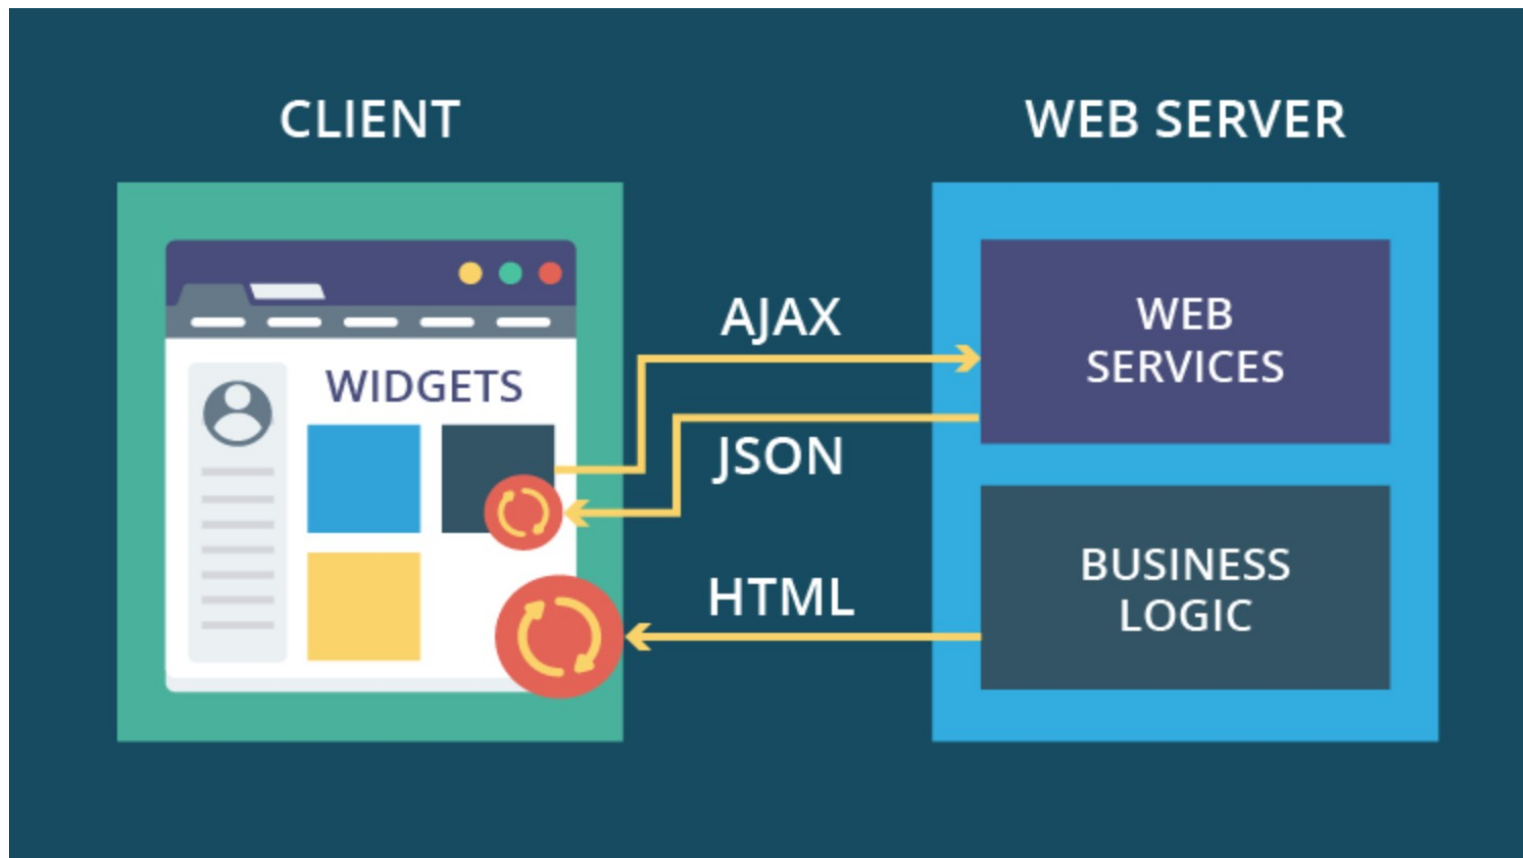 CLIENT
WEB SERVER
WIDGETS
AJAX
JSON
HTML
WEB
SERVICES
BUSINESS
LOGIC